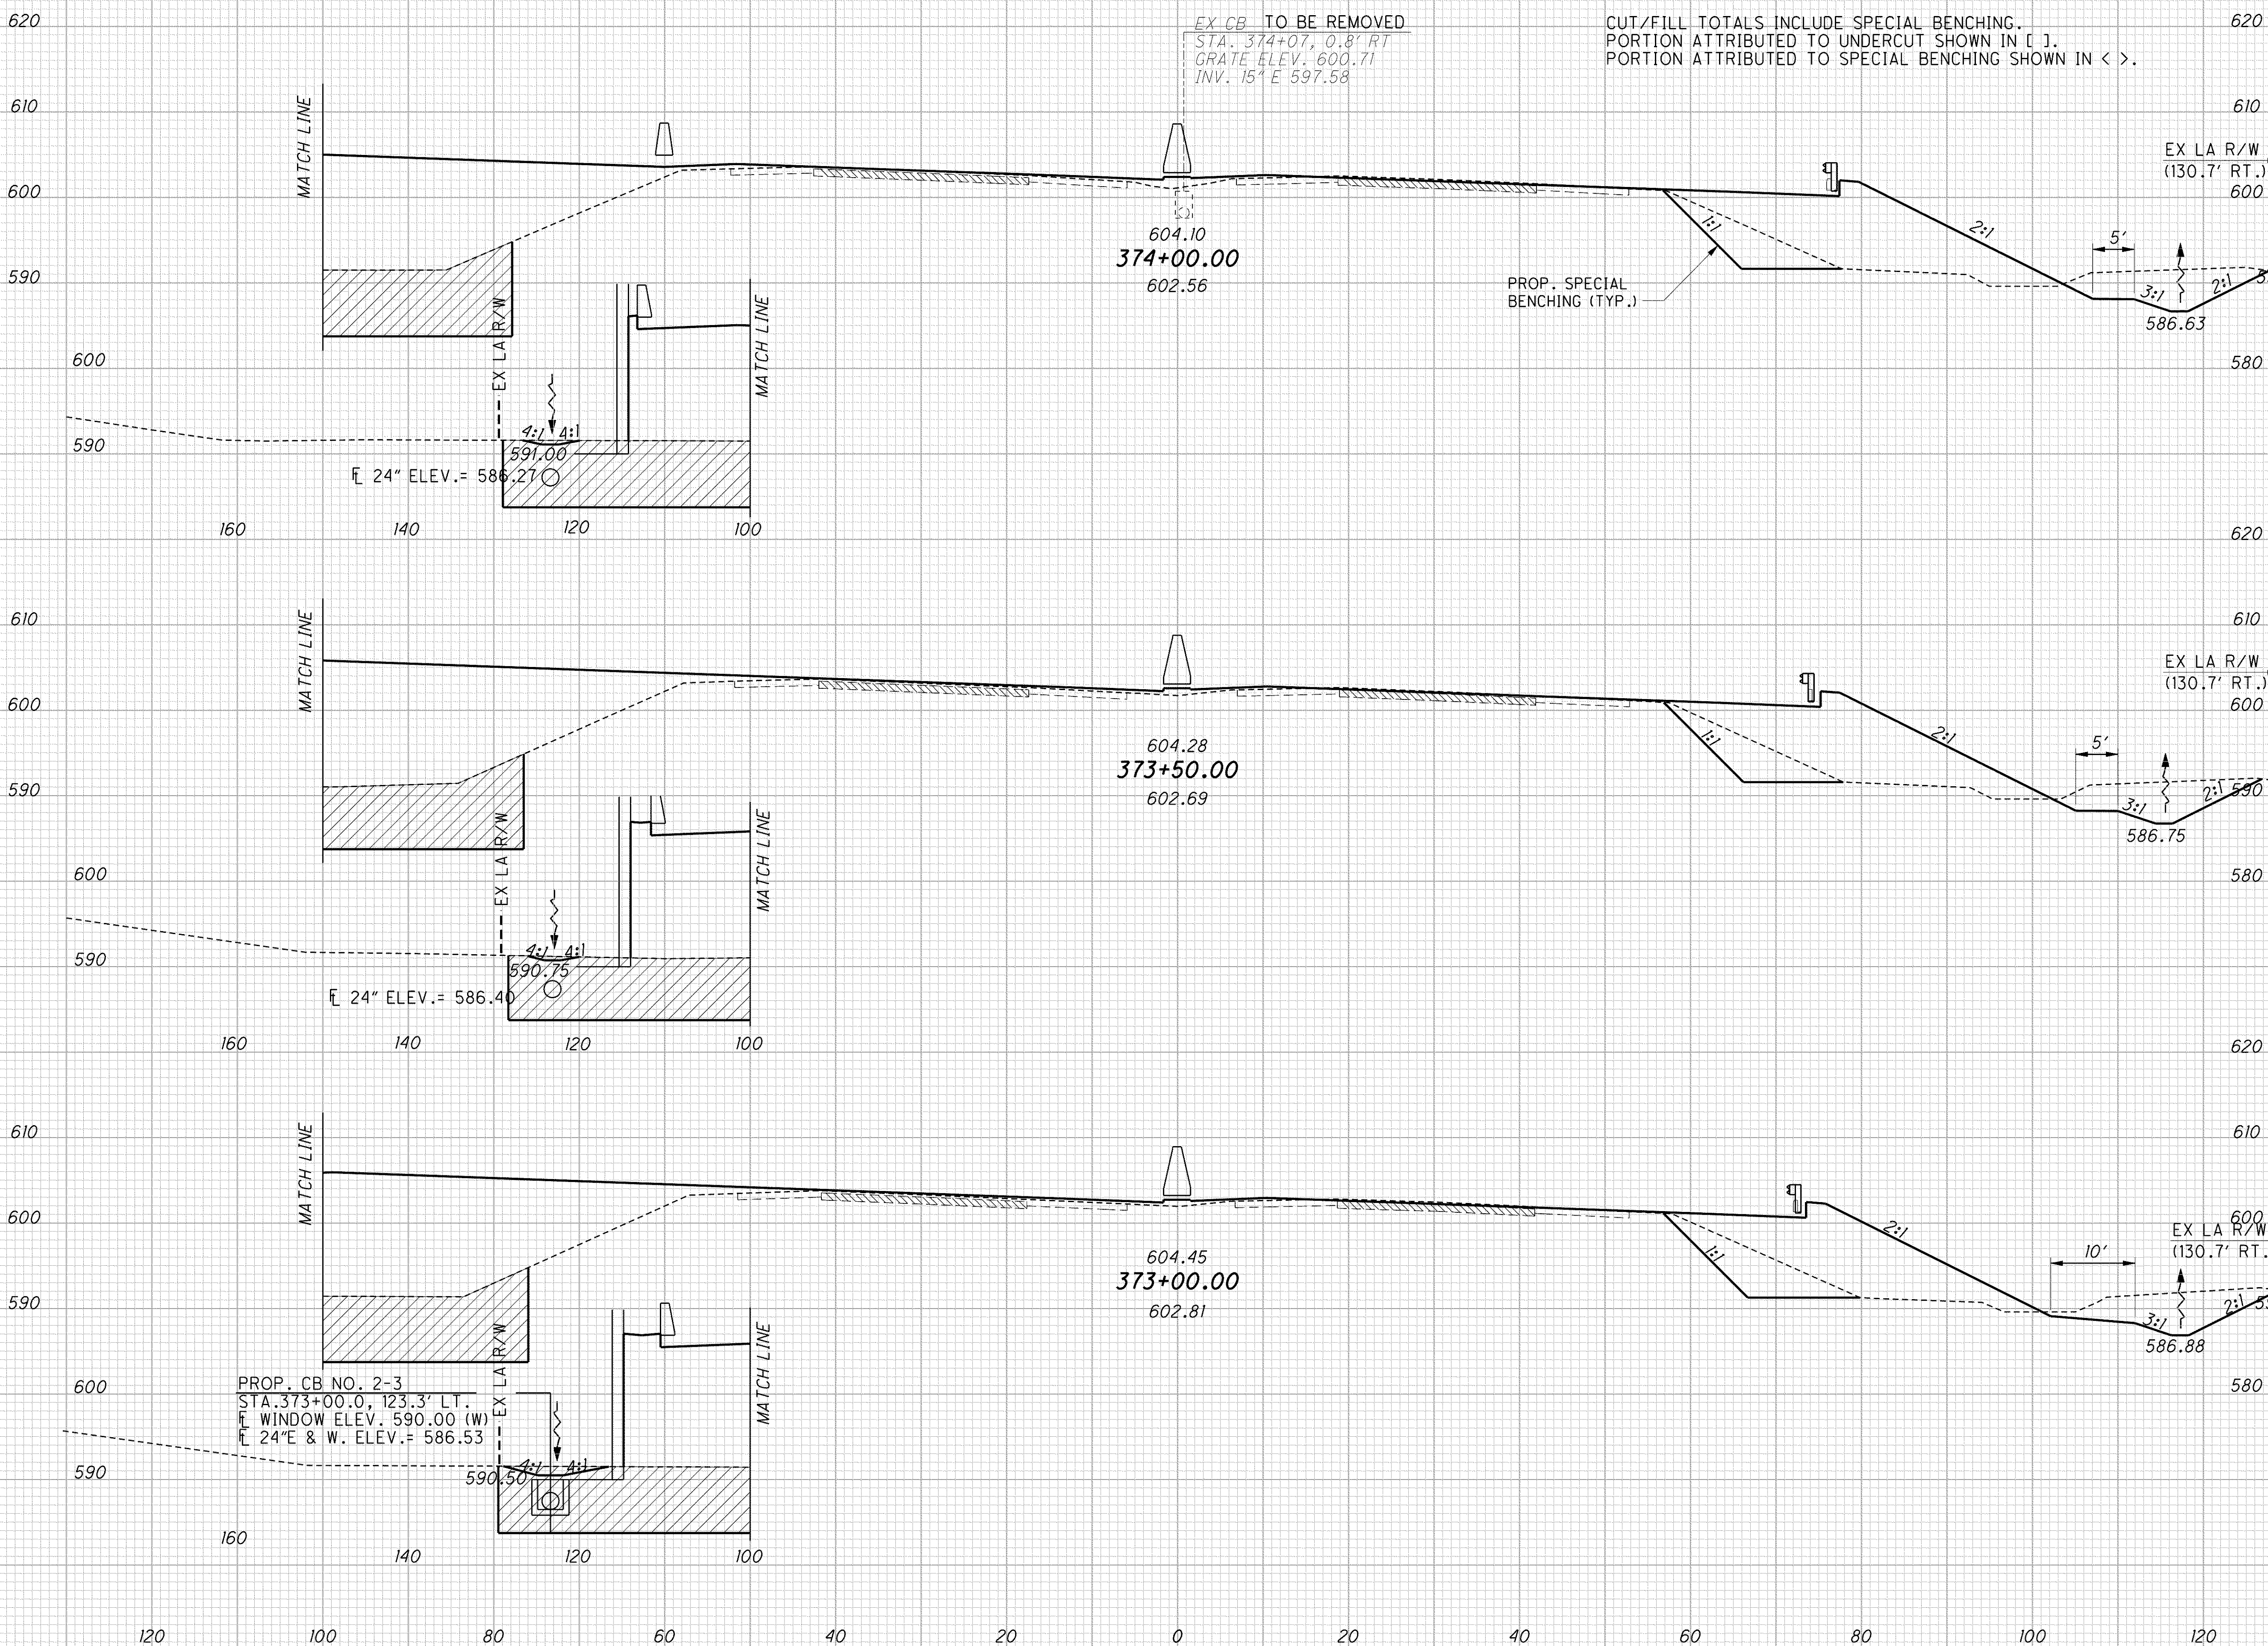 620
EX CB TO BE REMOVED
STA. 374+07, 0.8' RT
GRATE ELEV. 600.71
INV. 15" E 597.58
CUT/FILL TOTALS INCLUDE SPECIAL BENCHING.
PORTION ATTRIBUTED TO UNDERCUT SHOWN IN [ ].
PORTION ATTRIBUTED TO SPECIAL BENCHING SHOWN IN < >.
620
610
MATCH LINE
610
EX LA R/W
(130.7' RT.)
600
600
604.10
374+00.00
602.56
1:1
PROP. SPECIAL
BENCHING (TYP.)
2:1
5'
3:1
2:1
586.63
590
EX LA R/W
MATCH LINE
600
580
4:1 4:1
590
591.00
℄ 24" ELEV.= 586.27
160 140 120 100
620
610
MATCH LINE
610
EX LA R/W
(130.7' RT.)
600
600
604.28
373+50.00
602.69
1:1
2:1
5'
3:1
2:1
590
586.75
590
EX LA R/W
MATCH LINE
600
580
4:1 4:1
590
590.75
℄ 24" ELEV.= 586.40
160 140 120 100
620
610
MATCH LINE
610
600
600
EX LA R/W
(130.7' RT.
604.45
373+00.00
602.81
1:1
2:1
10'
3:1
2:1
586.88
590
EX LA R/W
MATCH LINE
600
580
PROP. CB NO. 2-3
STA.373+00.0, 123.3' LT.
℄ WINDOW ELEV. 590.00 (W)
℄ 24"E & W. ELEV.= 586.53
4:1 4:1
590
590.50
160 140 120 100
120 100 80 60 40 20 0 20 40 60 80 100 120